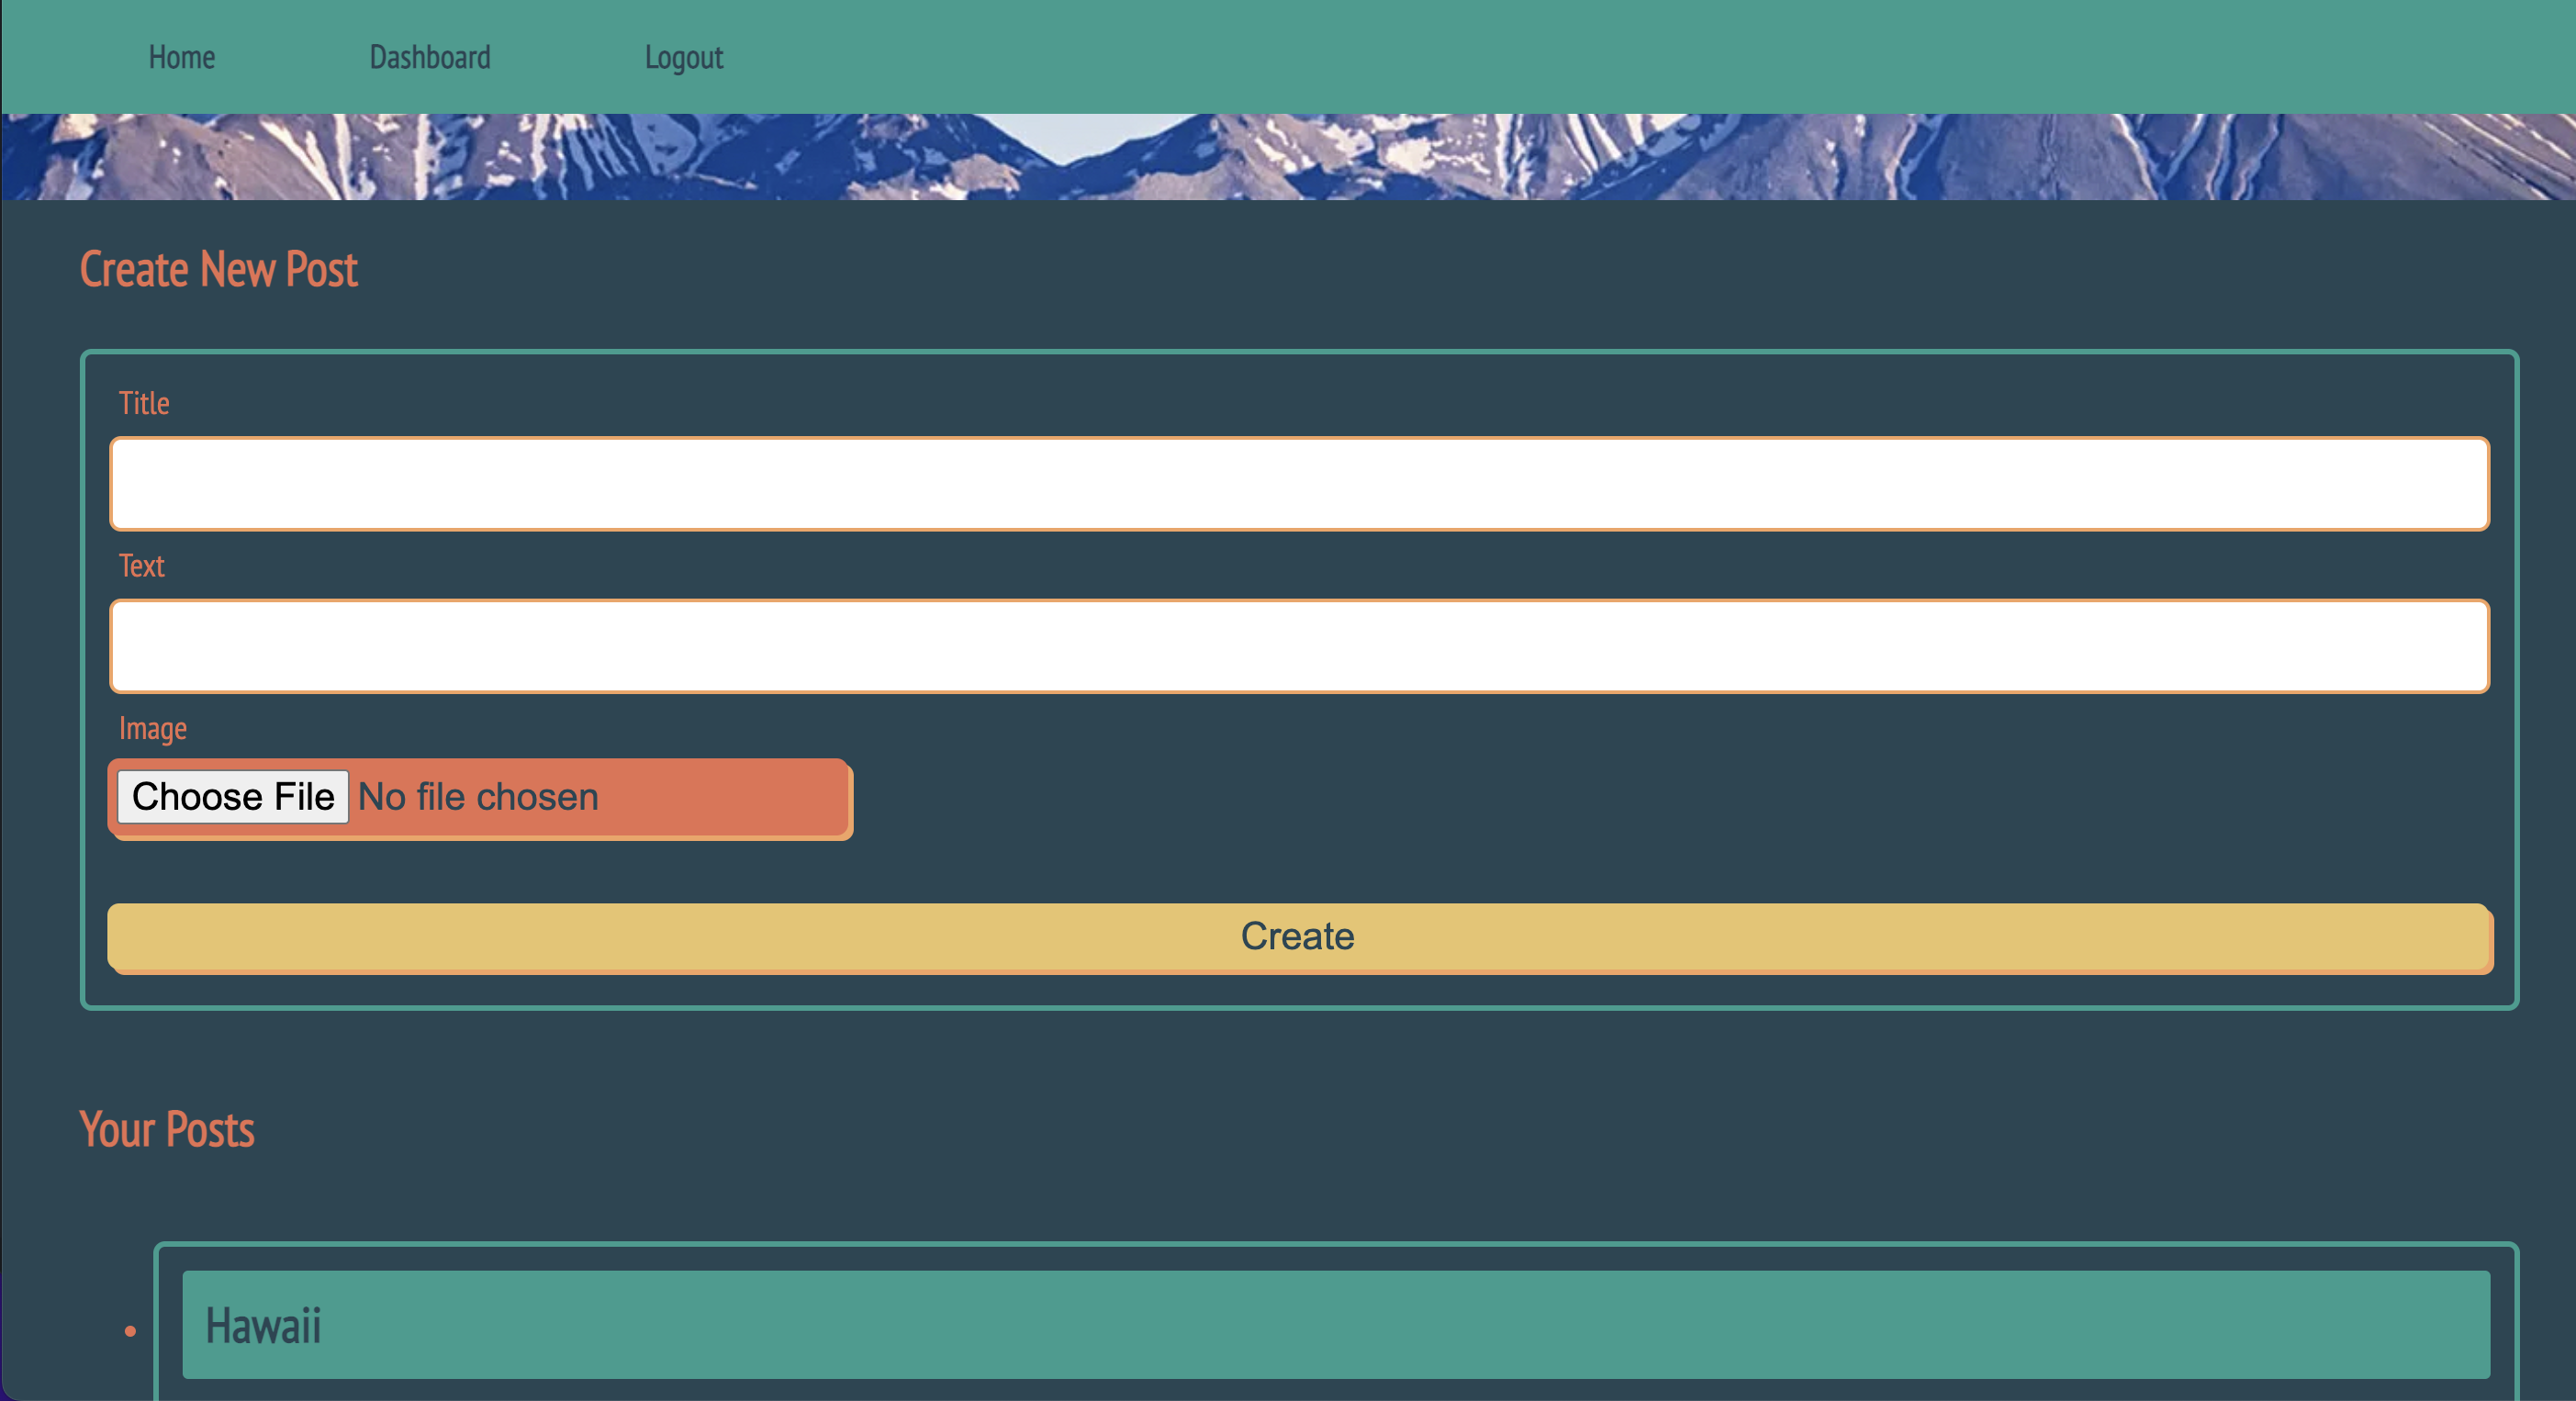 Home Dashboard Logout
Create New Post
Title
Text
Image
Choose File No file chosen
Create
Your Posts
Hawaii